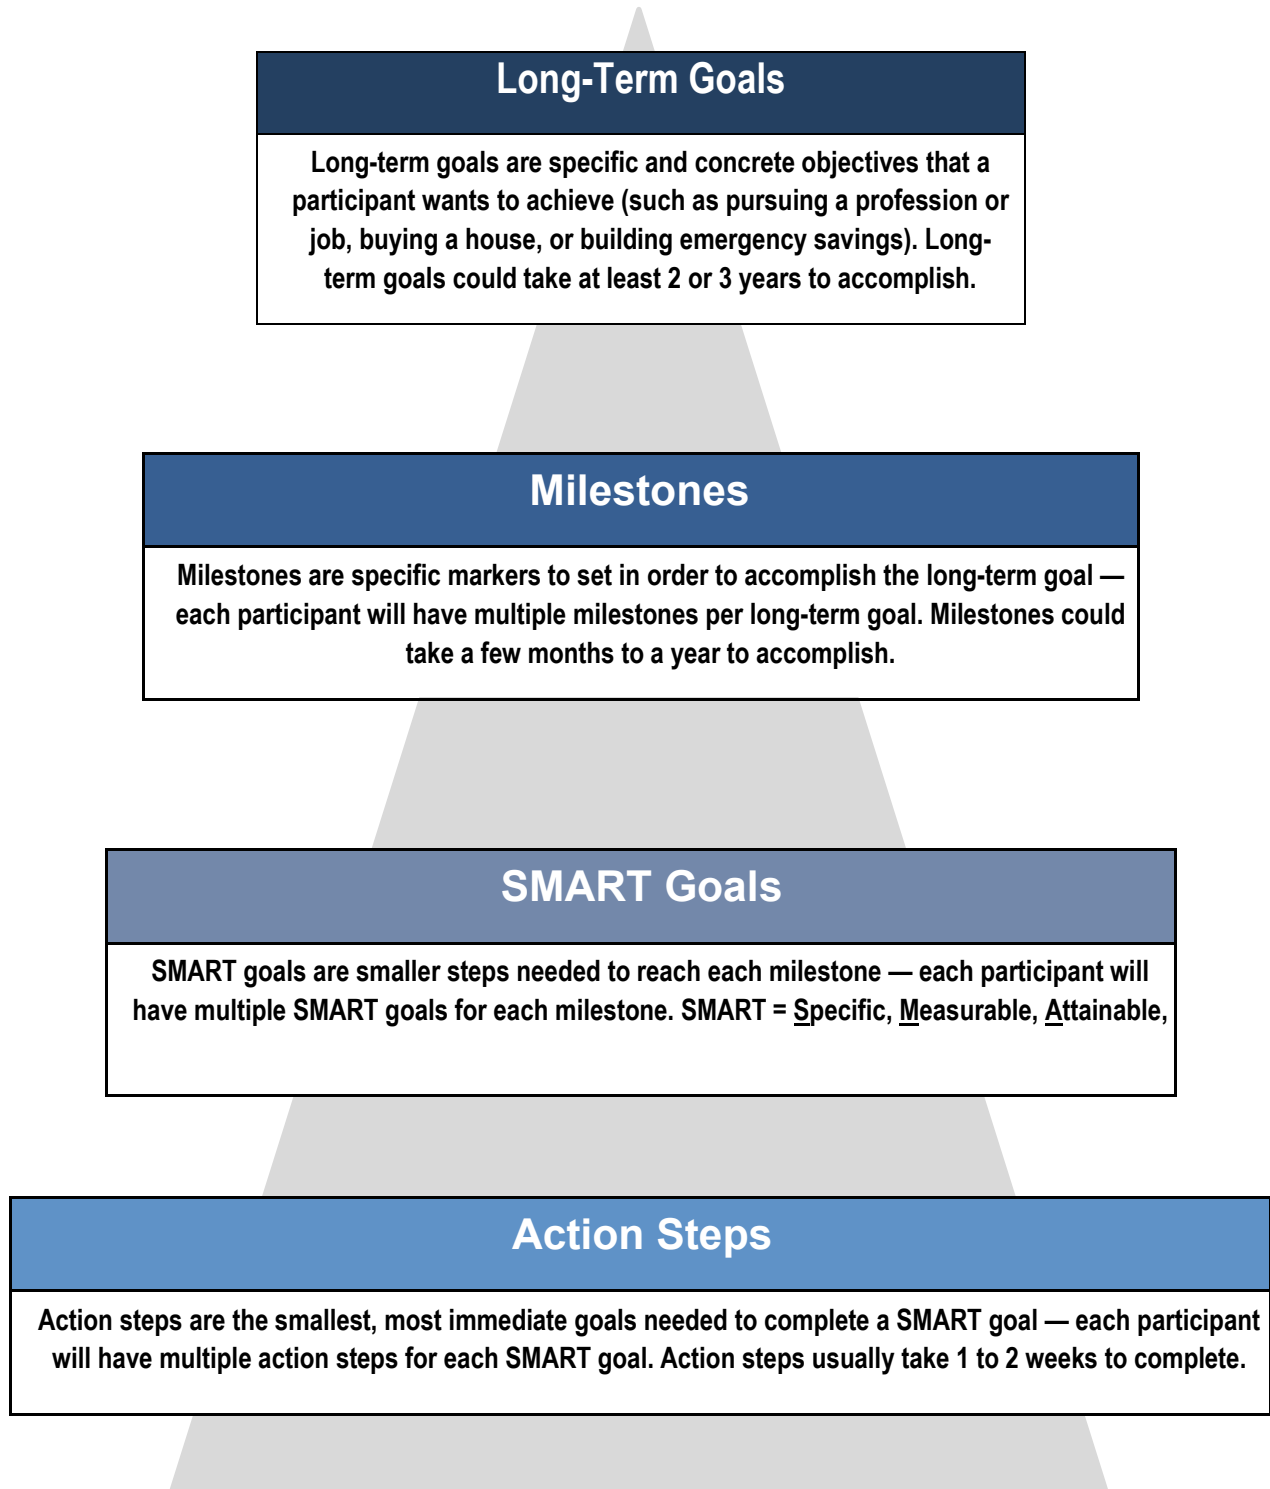 Long-Term Goals
Long-term goals are specific and concrete objectives that a
participant wants to achieve (such as pursuing a profession or
job, buying a house, or building emergency savings). Long-
term goals could take at least 2 or 3 years to accomplish.
Milestones
Milestones are specific markers to set in order to accomplish the long-term goal —
each participant will have multiple milestones per long-term goal. Milestones could
take a few months to a year to accomplish.
SMART Goals
SMART goals are smaller steps needed to reach each milestone — each participant will
have multiple SMART goals for each milestone. SMART = Specific, Measurable, Attainable,
Action Steps
Action steps are the smallest, most immediate goals needed to complete a SMART goal — each participant
will have multiple action steps for each SMART goal. Action steps usually take 1 to 2 weeks to complete.